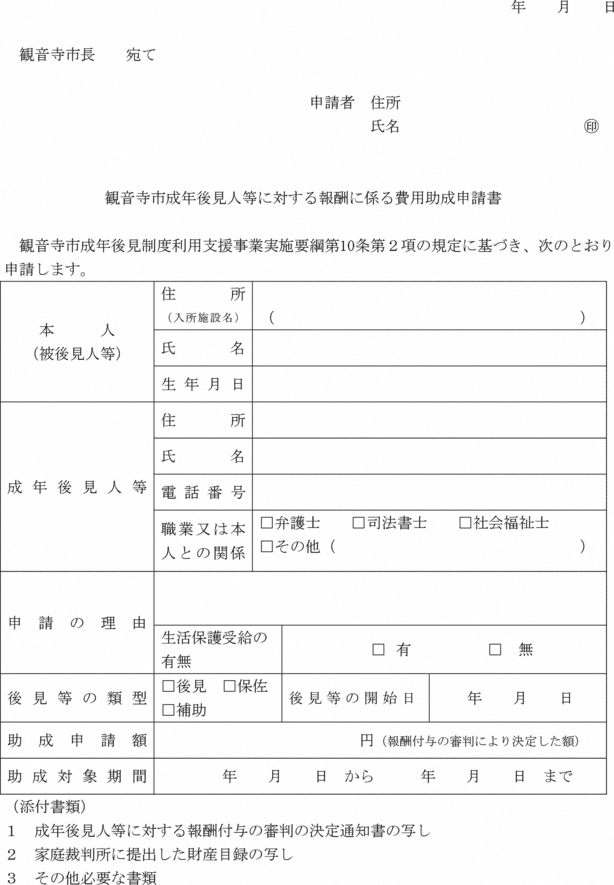 年　　月　　日
観音寺市長　　宛て
申請者　住所
氏名　　㊞
観音寺市成年後見人等に対する報酬に係る費用助成申請書
観音寺市成年後見制度利用支援事業実施要綱第10条第２項の規定に基づき、次のとおり
申請します。
本　　人
（被後見人等）
住　　所
（入所施設名）（　　）
氏　　名
生年月日
成年後見人等
住　　所
氏　　名
電話番号
職業又は本
人との関係
□弁護士　　□司法書士　　□社会福祉士
□その他（　　）
申請の理由
生活保護受給の
有無
□　有　　□　無
後見等の類型
□後見　□保佐
□補助
後見等の開始日
年　　月　　日
助成申請額
円（報酬付与の審判により決定した額）
助成対象期間
年　　月　　日　から　　年　　月　　日　まで
（添付書類）
１　成年後見人等に対する報酬付与の審判の決定通知書の写し
２　家庭裁判所に提出した財産目録の写し
３　その他必要な書類